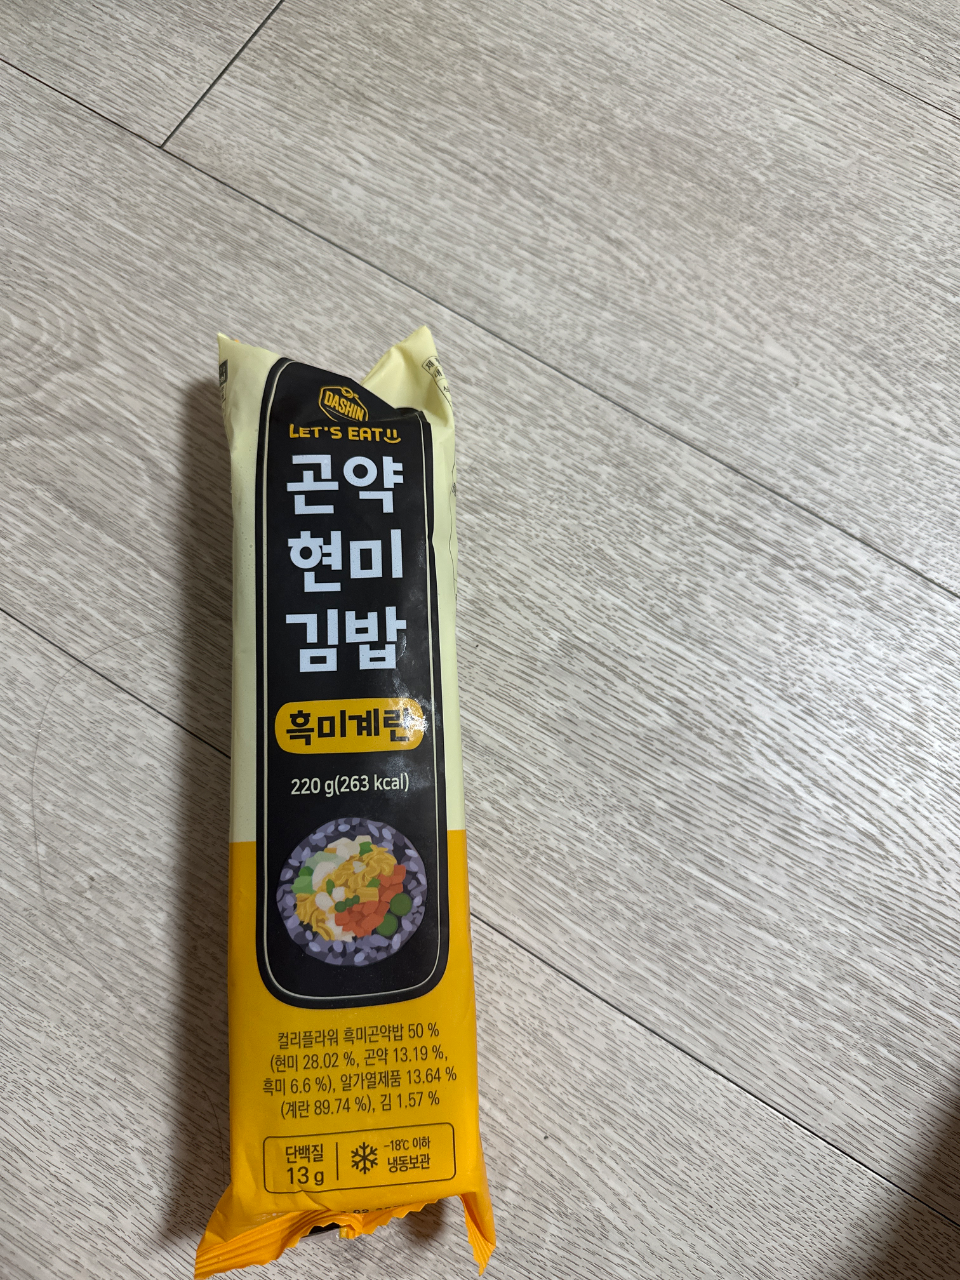 DASHIN
LET'S EAT
곤약
현미
김밥
흑미계란
220 g(263 kcal)
컬리플라워 흑미곤약밥 50 %
(현미 28.02 %, 곤약 13.19 %,
흑미 6.6 %), 알가열제품 13.64 %
(계란 89.74 %), 김 1.57 %
단백질
13 g
-18℃ 이하
냉동보관